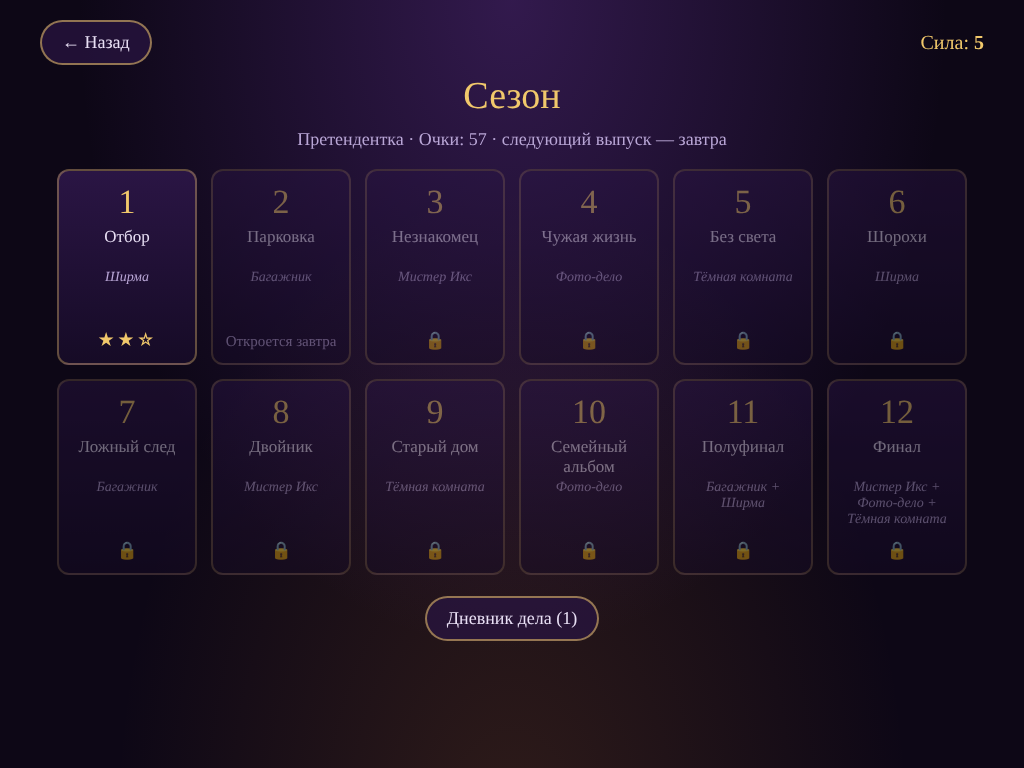 ← Назад
Сила: 5
Сезон
Претендентка · Очки: 57 · следующий выпуск — завтра
1
Отбор
Ширма
★★☆
2
Парковка
Багажник
Откроется завтра
3
Незнакомец
Мистер Икс
4
Чужая жизнь
Фото-дело
5
Без света
Тёмная комната
6
Шорохи
Ширма
7
Ложный след
Багажник
8
Двойник
Мистер Икс
9
Старый дом
Тёмная комната
10
Семейный
альбом
Фото-дело
11
Полуфинал
Багажник +
Ширма
12
Финал
Мистер Икс +
Фото-дело +
Тёмная комната
Дневник дела (1)